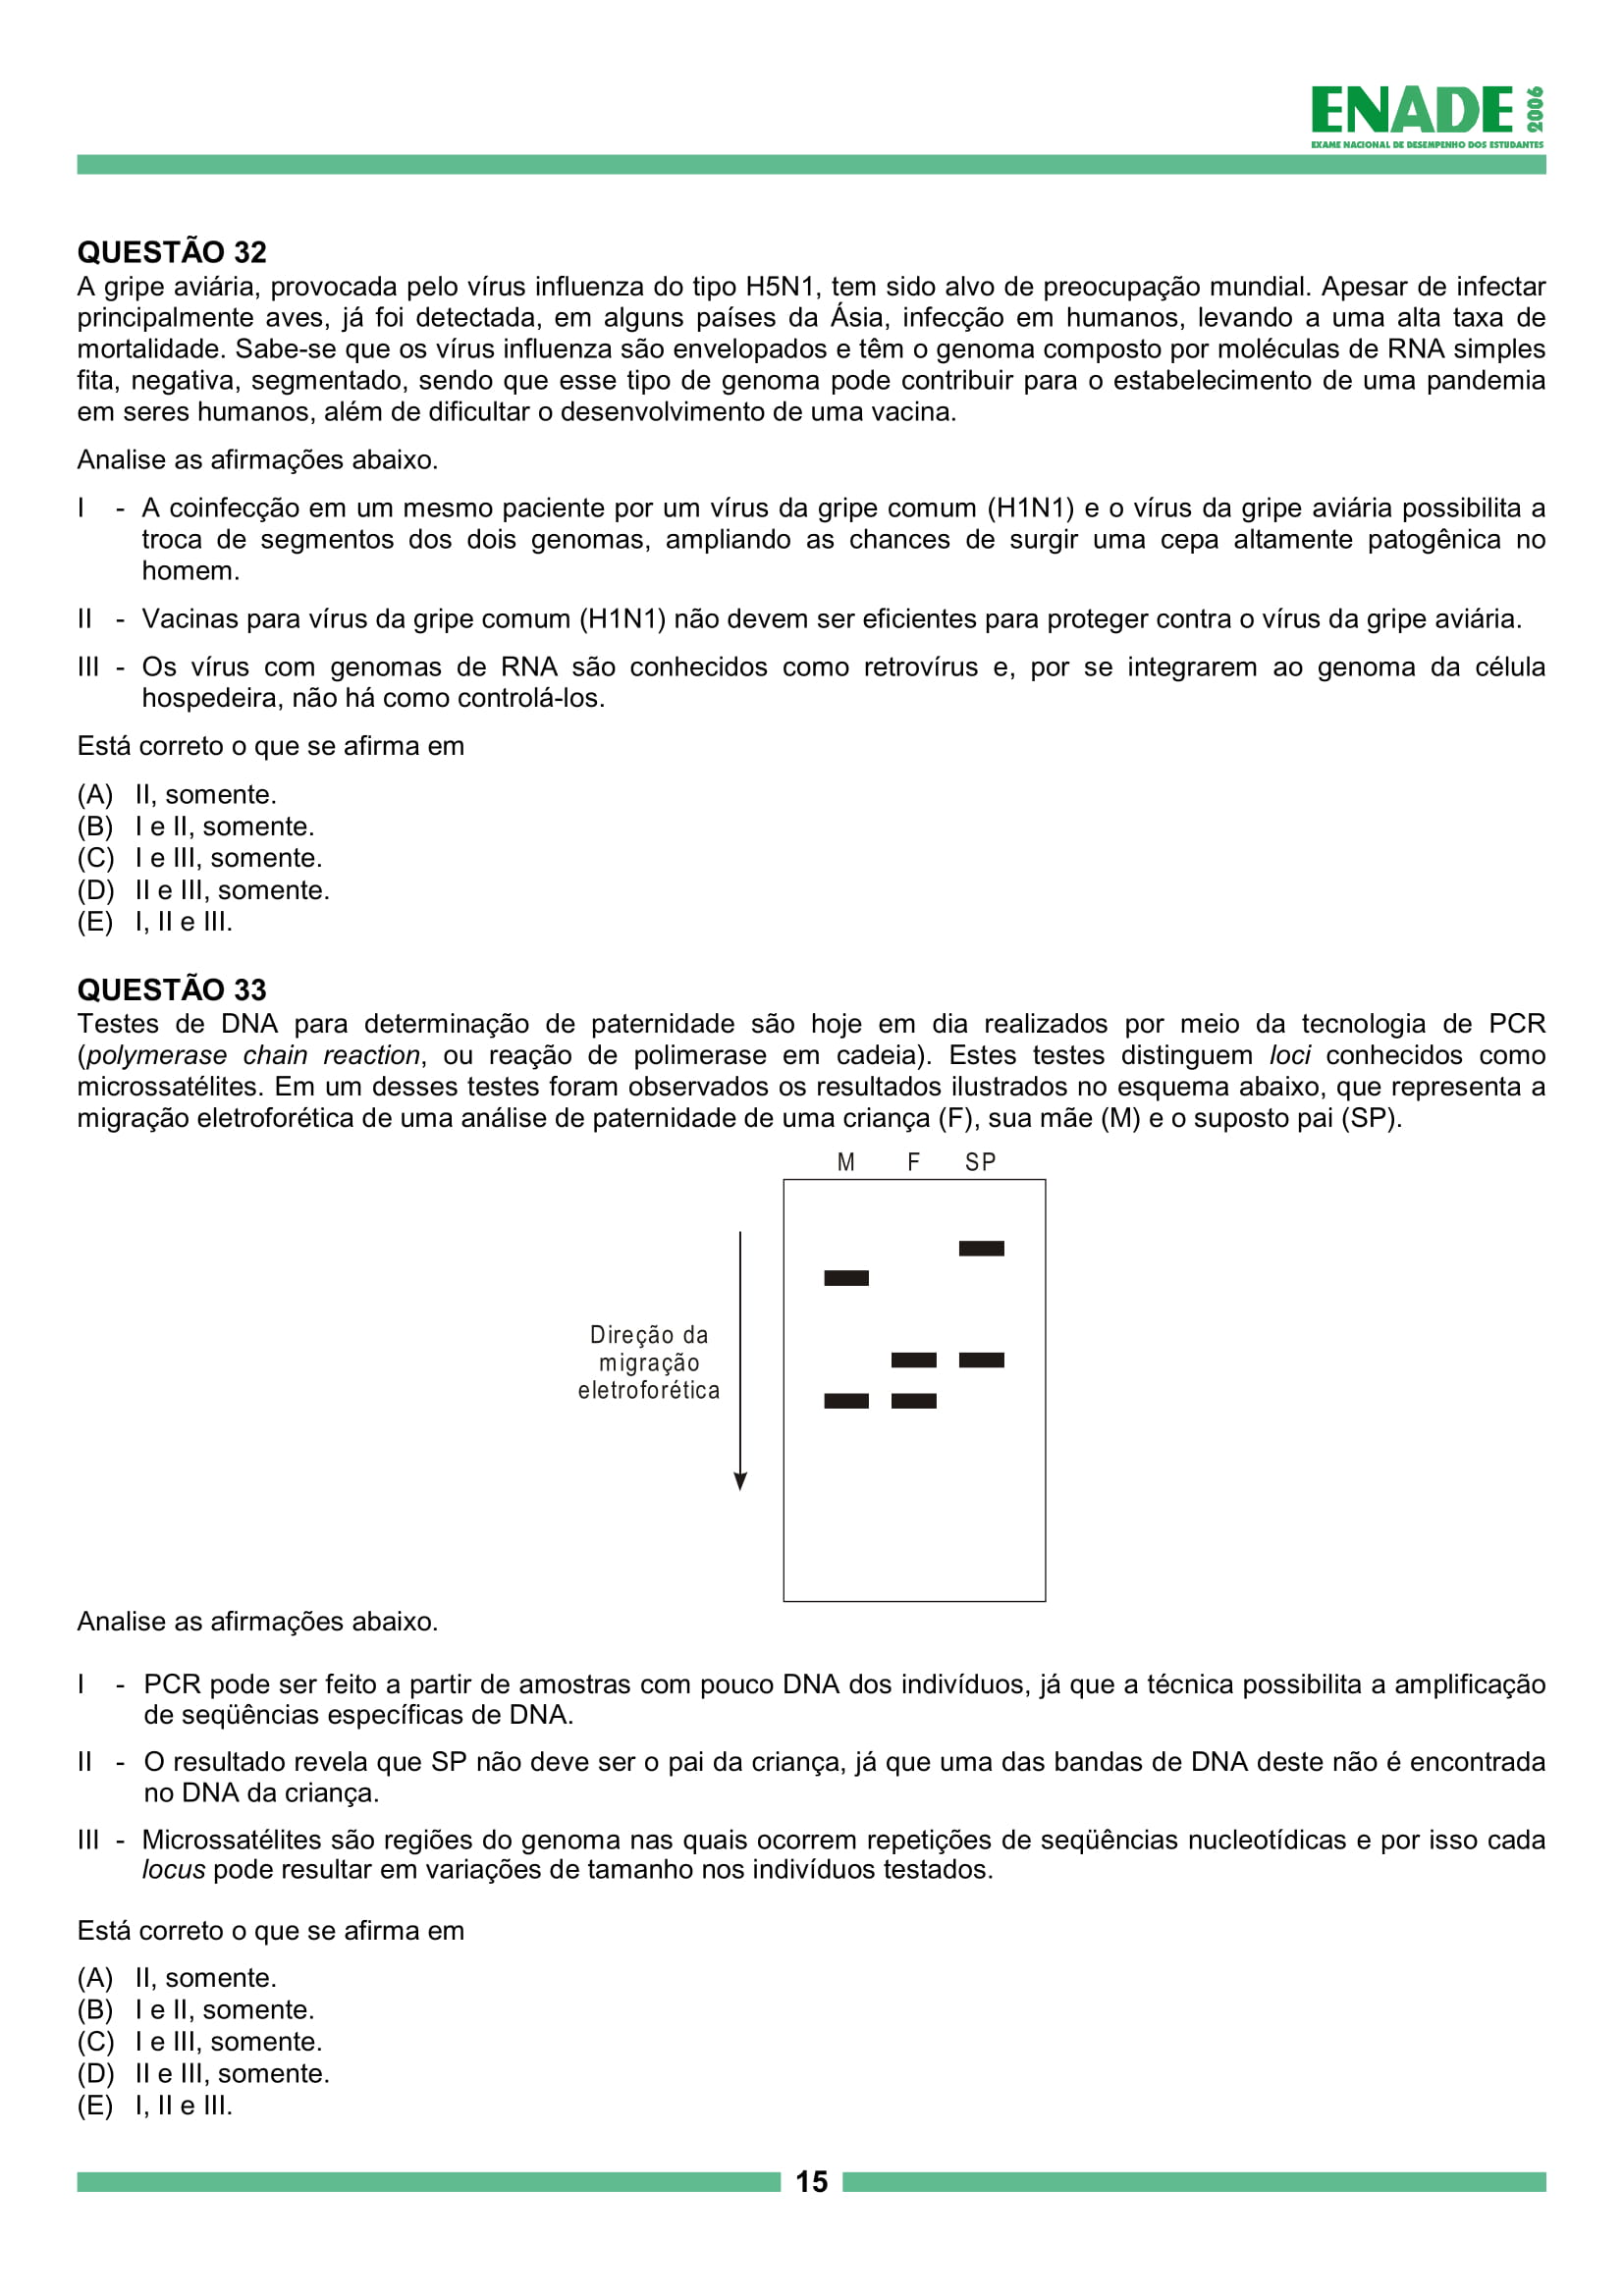 ENADE 2006
EXAME NACIONAL DE DESEMPENHO DOS ESTUDANTES
QUESTÃO 32
A gripe aviária, provocada pelo vírus influenza do tipo H5N1, tem sido alvo de preocupação mundial. Apesar de infectar
principalmente aves, já foi detectada, em alguns países da Ásia, infecção em humanos, levando a uma alta taxa de
mortalidade. Sabe-se que os vírus influenza são envelopados e têm o genoma composto por moléculas de RNA simples
fita, negativa, segmentado, sendo que esse tipo de genoma pode contribuir para o estabelecimento de uma pandemia
em seres humanos, além de dificultar o desenvolvimento de uma vacina.
Analise as afirmações abaixo.
I - A coinfecção em um mesmo paciente por um vírus da gripe comum (H1N1) e o vírus da gripe aviária possibilita a
troca de segmentos dos dois genomas, ampliando as chances de surgir uma cepa altamente patogênica no
homem.
II - Vacinas para vírus da gripe comum (H1N1) não devem ser eficientes para proteger contra o vírus da gripe aviária.
III - Os vírus com genomas de RNA são conhecidos como retrovírus e, por se integrarem ao genoma da célula
hospedeira, não há como controlá-los.
Está correto o que se afirma em
(A) II, somente.
(B) I e II, somente.
(C) I e III, somente.
(D) II e III, somente.
(E) I, II e III.
QUESTÃO 33
Testes de DNA para determinação de paternidade são hoje em dia realizados por meio da tecnologia de PCR
(polymerase chain reaction, ou reação de polimerase em cadeia). Estes testes distinguem loci conhecidos como
microssatélites. Em um desses testes foram observados os resultados ilustrados no esquema abaixo, que representa a
migração eletroforética de uma análise de paternidade de uma criança (F), sua mãe (M) e o suposto pai (SP).
M F SP
Direção da
migração
eletroforética
Analise as afirmações abaixo.
I - PCR pode ser feito a partir de amostras com pouco DNA dos indivíduos, já que a técnica possibilita a amplificação
de seqüências específicas de DNA.
II - O resultado revela que SP não deve ser o pai da criança, já que uma das bandas de DNA deste não é encontrada
no DNA da criança.
III - Microssatélites são regiões do genoma nas quais ocorrem repetições de seqüências nucleotídicas e por isso cada
locus pode resultar em variações de tamanho nos indivíduos testados.
Está correto o que se afirma em
(A) II, somente.
(B) I e II, somente.
(C) I e III, somente.
(D) II e III, somente.
(E) I, II e III.
15